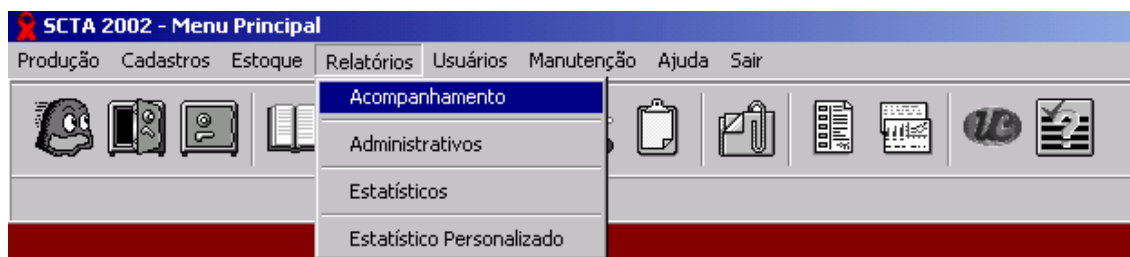 SCTA 2002 - Menu Principal
Produção Cadastros Estoque Relatórios Usuários Manutenção Ajuda Sair
Acompanhamento
Administrativos
Estatísticos
Estatístico Personalizado